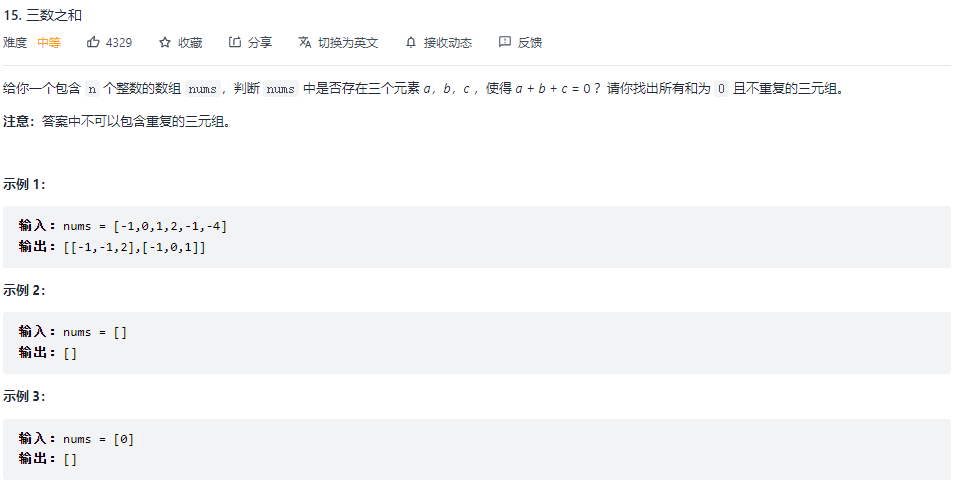 15. 三数之和
难度 中等 4329 收藏 分享 切换为英文 接收动态 反馈
给你一个包含 n 个整数的数组 nums，判断 nums 中是否存在三个元素 a，b，c ，使得 a + b + c = 0 ？请你找出所有和为 0 且不重复的三元组。
注意：答案中不可以包含重复的三元组。
示例 1：
输入：nums = [-1,0,1,2,-1,-4]
输出：[[-1,-1,2],[-1,0,1]]
示例 2：
输入：nums = []
输出：[]
示例 3：
输入：nums = [0]
输出：[]